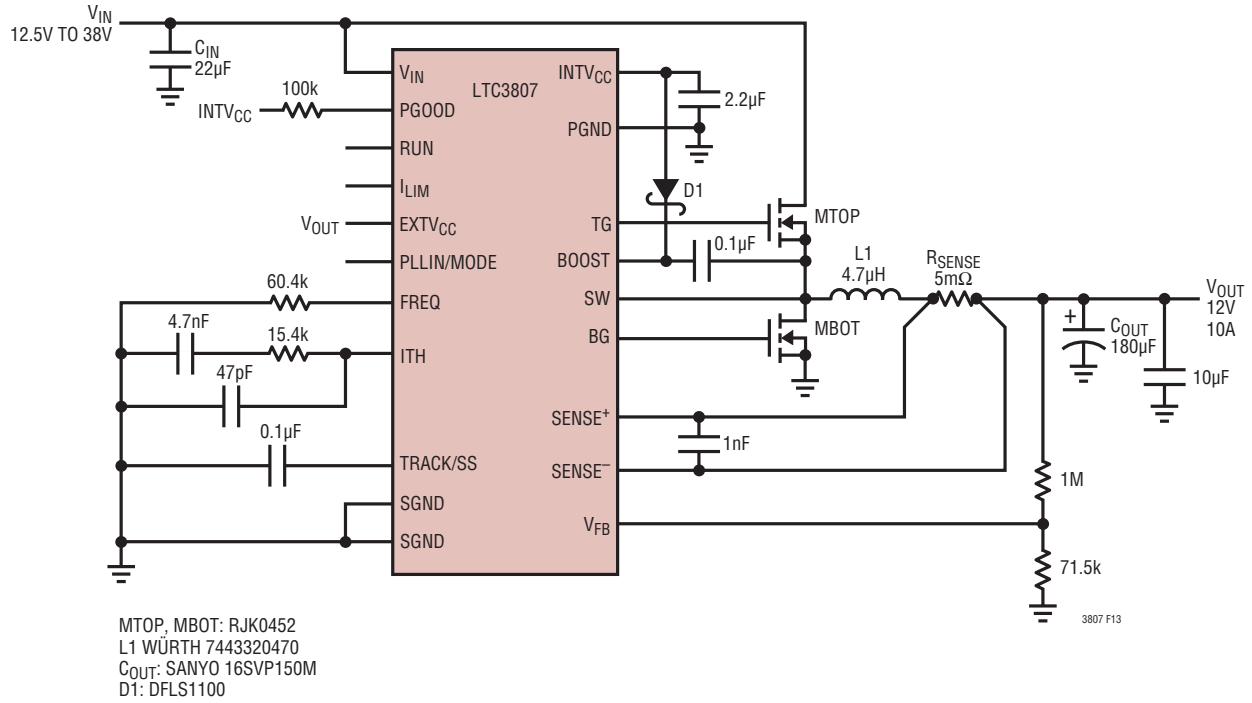 VIN
12.5V TO 38V
CIN
22µF
100k
INTVCC
VOUT
60.4k
4.7nF
15.4k
47pF
0.1µF
LTC3807
VIN
PGOOD
RUN
ILIM
EXTVCC
PLLIN/MODE
FREQ
ITH
TRACK/SS
SGND
SGND
INTVCC
PGND
TG
BOOST
SW
BG
SENSE+
SENSE–
VFB
2.2µF
D1
0.1µF
MTOP
MBOT
L1
4.7µH
RSENSE
5mΩ
1nF
VOUT
12V
10A
+
COUT
180µF
10µF
1M
71.5k
3807 F13
MTOP, MBOT: RJK0452
L1 WÜRTH 7443320470
COUT: SANYO 16SVP150M
D1: DFLS1100